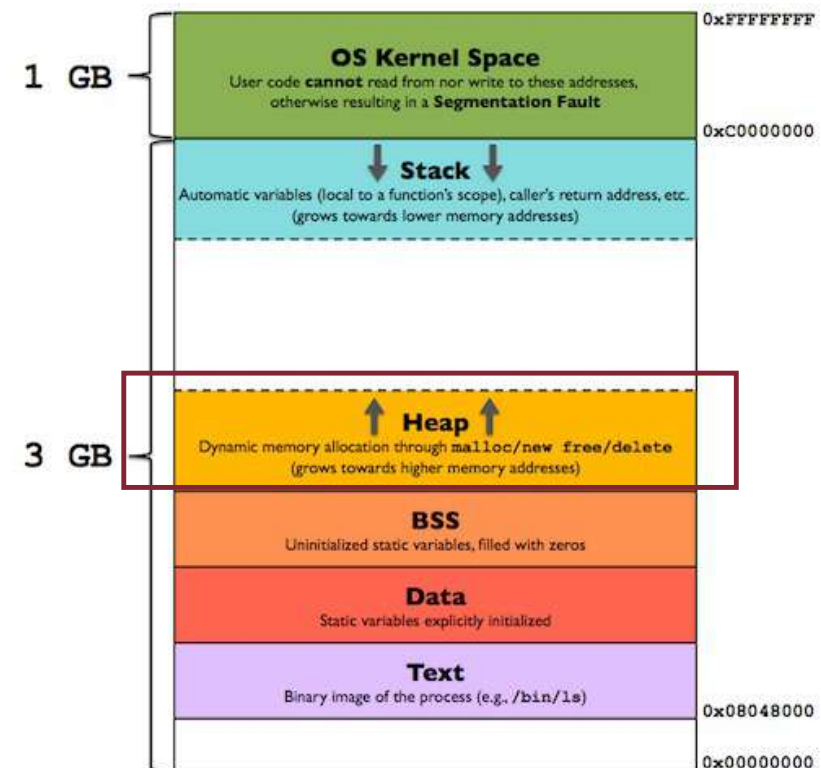 0xFFFFFFFF
1 GB
OS Kernel Space
User code cannot read from nor write to these addresses,
otherwise resulting in a Segmentation Fault
0xC0000000
Stack
Automatic variables (local to a function's scope), caller's return address, etc.
(grows towards lower memory addresses)
3 GB
Heap
Dynamic memory allocation through malloc/new free/delete
(grows towards higher memory addresses)
BSS
Uninitialized static variables, filled with zeros
Data
Static variables explicitly initialized
Text
Binary image of the process (e.g., /bin/ls)
0x08048000
0x00000000